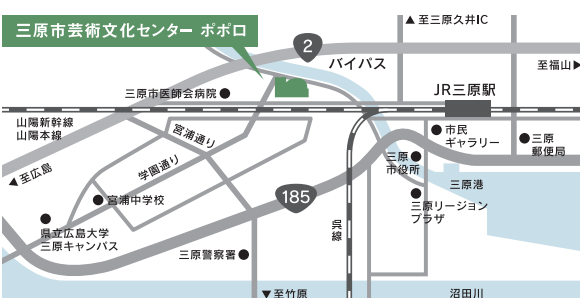 三原市芸術文化センター ポポロ
▲至三原久井IC
2
バイパス
至福山▶
三原市医師会病院
JR三原駅
山陽新幹線
山陽本線
宮浦通り
市民
ギャラリー
三原
郵便局
学園通り
三原
市役所
◀至広島
三原港
185
宮浦中学校
三原リージョン
プラザ
県立広島大学
三原キャンパス
呉線
三原警察署
▼至竹原
沼田川